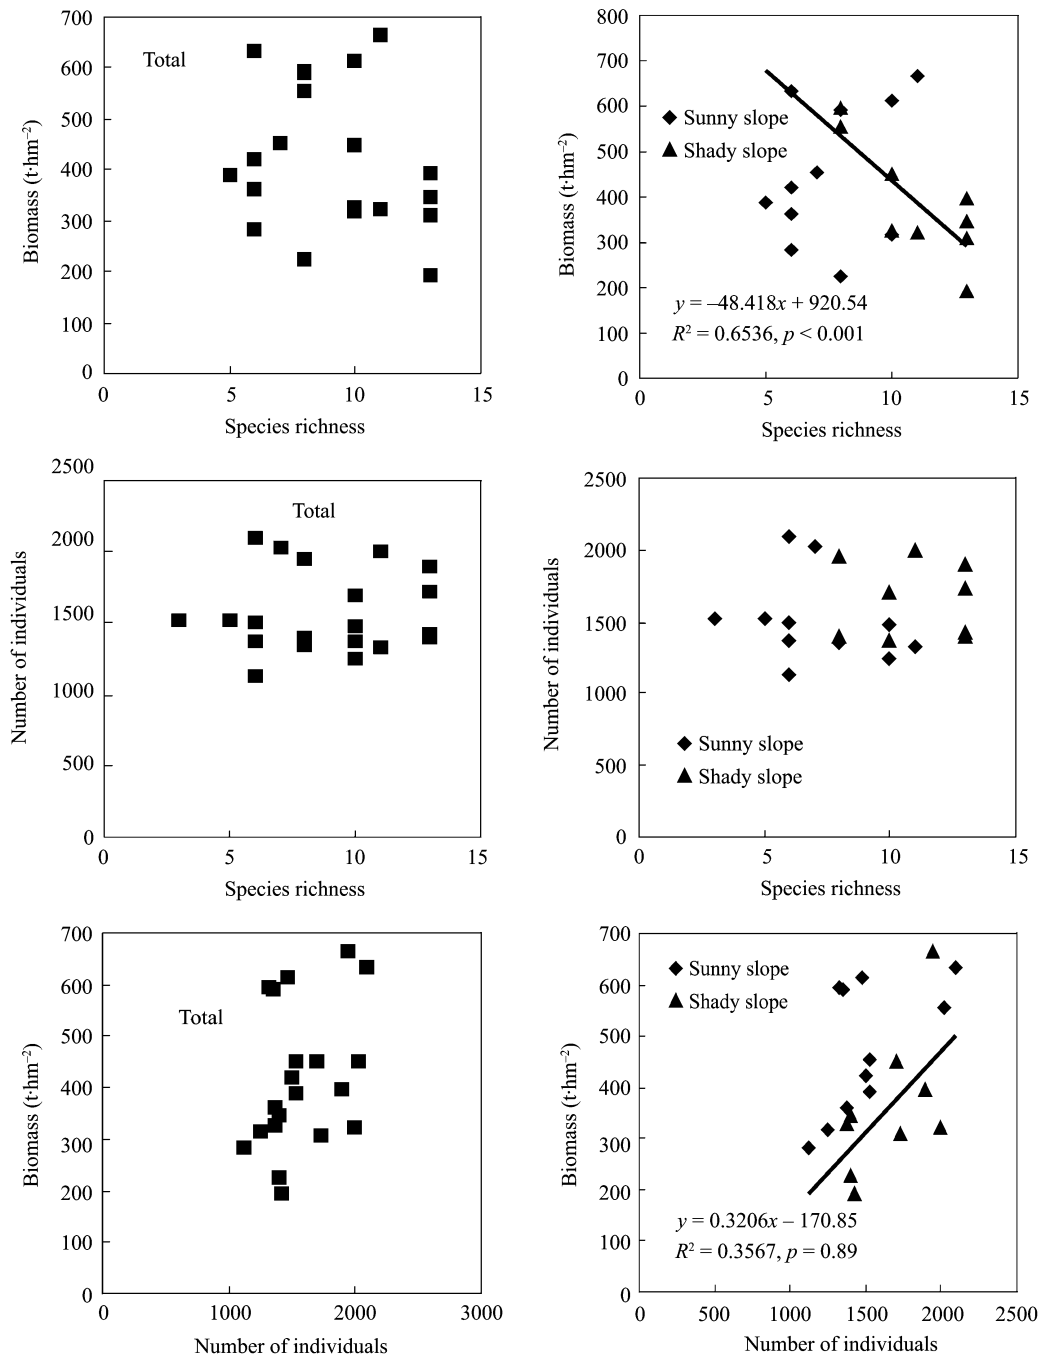 700
600
500
400
300
200
100
0
Total
Biomass (t·hm⁻²)
0
5
10
15
Species richness
800
700
600
500
400
300
200
100
0
Sunny slope
Shady slope
Biomass (t·hm⁻²)
y = –48.418x + 920.54
R² = 0.6536, p < 0.001
0
5
10
15
Species richness
2500
2000
1500
1000
500
0
Total
Number of individuals
0
5
10
15
Species richness
2500
2000
1500
1000
500
0
Number of individuals
Sunny slope
Shady slope
0
5
10
15
Species richness
700
600
500
400
300
200
100
0
Total
Biomass (t·hm⁻²)
0
1000
2000
3000
Number of individuals
700
600
500
400
300
200
100
0
Sunny slope
Shady slope
Biomass (t·hm⁻²)
y = 0.3206x – 170.85
R² = 0.3567, p = 0.89
0
500
1000
1500
2000
2500
Number of individuals